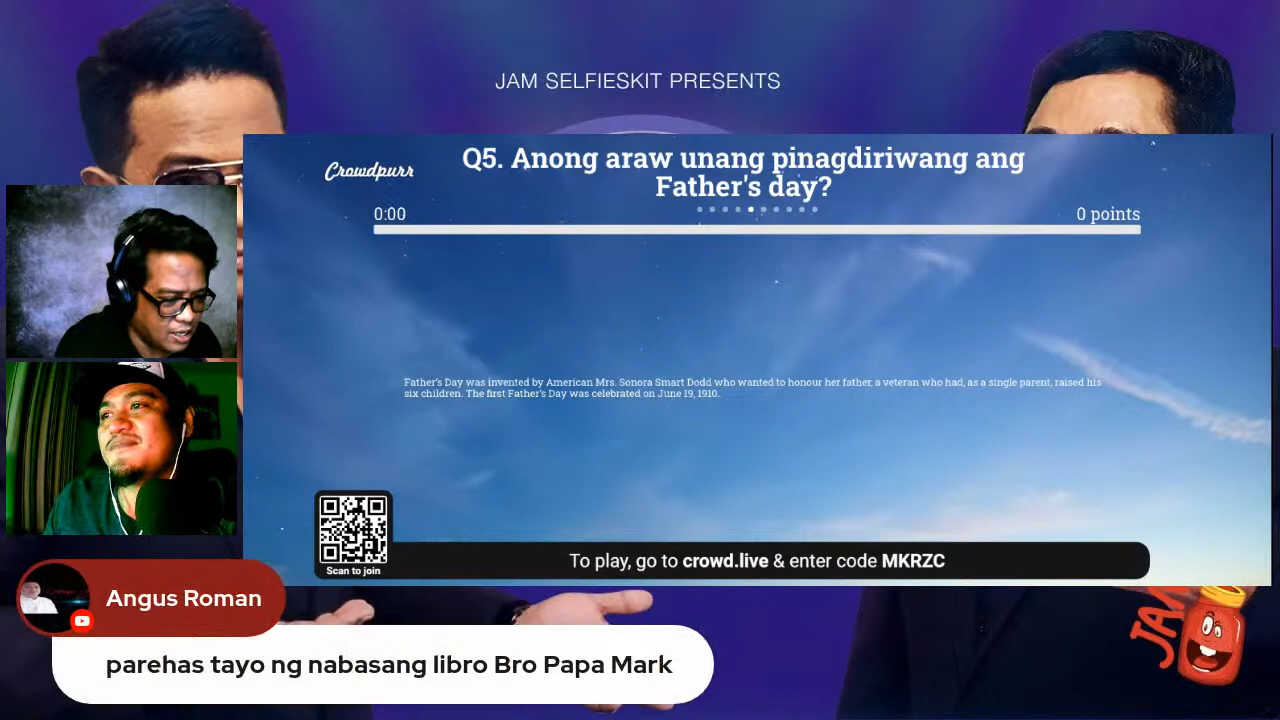 JAM SELFIESKIT PRESENTS
Crowdpurr
Q5. Anong araw unang pinagdiriwang ang
Father's day?
0:00
0 points
Father's Day was invented by American Mrs. Sonora Smart Dodd who wanted to honour her father, a veteran who had, as a single parent, raised his
six children. The first Father's Day was celebrated on June 19, 1910.
Scan to join
To play, go to crowd.live & enter code MKRZC
Angus Roman
parehas tayo ng nabasang libro Bro Papa Mark
JAM